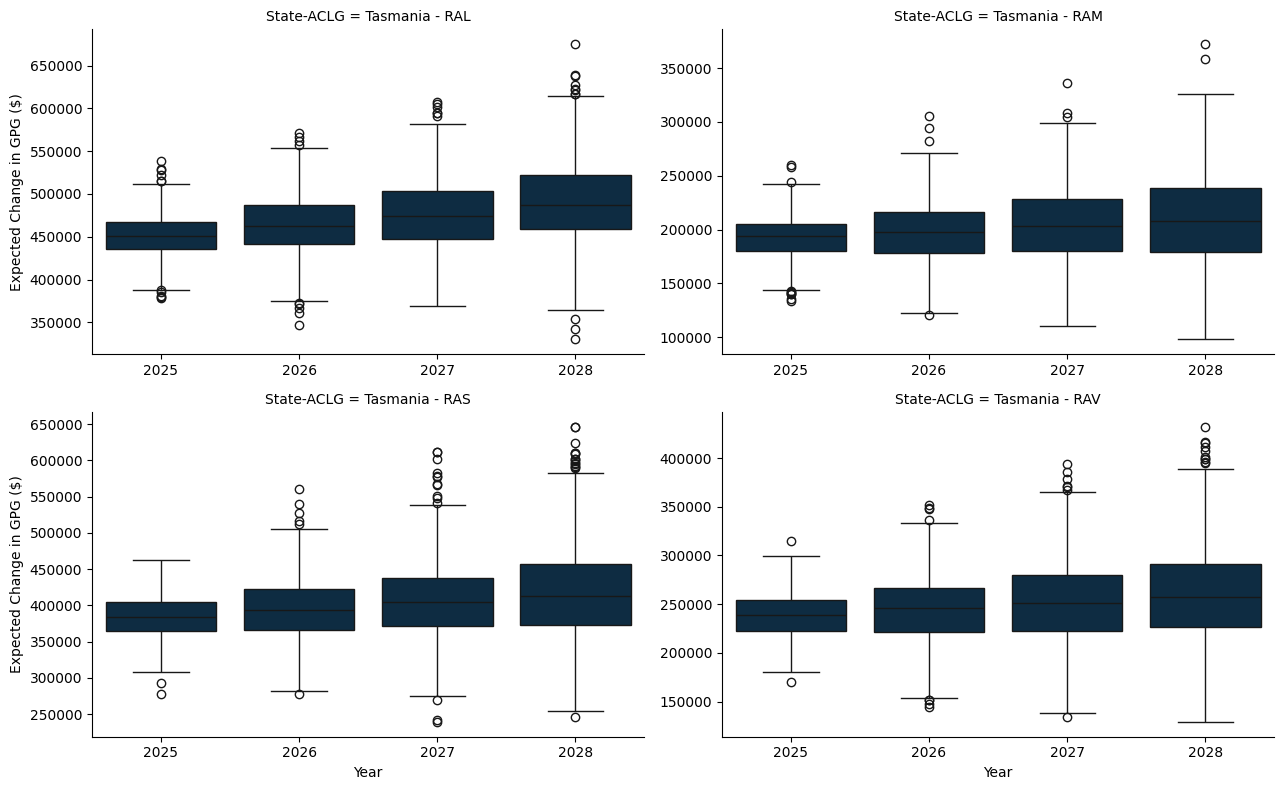 State-ACLG = Tasmania - RAL
Expected Change in GPG ($)
650000
600000
550000
500000
450000
400000
350000
2025 2026 2027 2028
State-ACLG = Tasmania - RAM
350000
300000
250000
200000
150000
100000
2025 2026 2027 2028
State-ACLG = Tasmania - RAS
Expected Change in GPG ($)
650000
600000
550000
500000
450000
400000
350000
300000
250000
2025 2026 2027 2028
Year
State-ACLG = Tasmania - RAV
400000
350000
300000
250000
200000
150000
2025 2026 2027 2028
Year